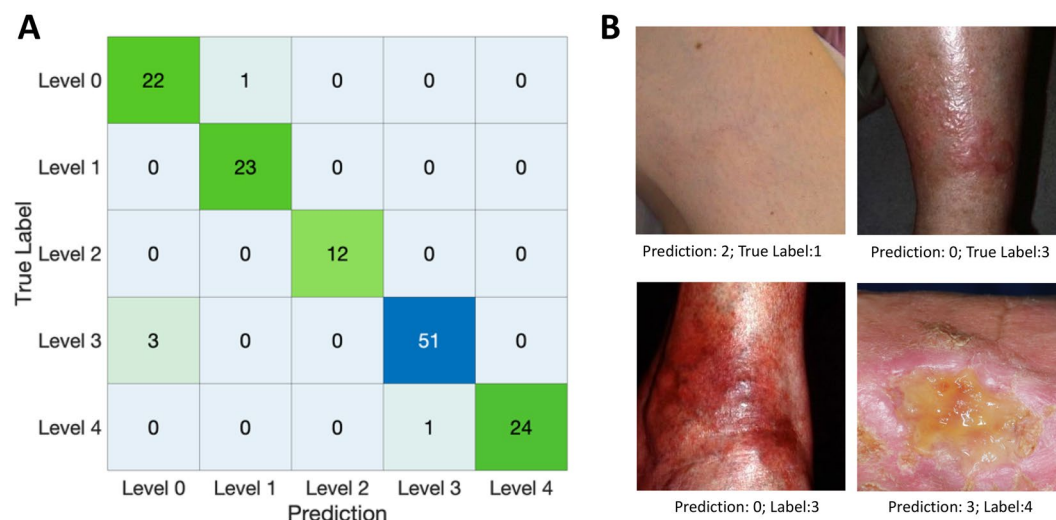 A
Level 0 22 1 0 0 0
Level 1 0 23 0 0 0
Level 2 0 0 12 0 0
Level 3 3 0 0 51 0
Level 4 0 0 0 1 24
True Label
Level 0 Level 1 Level 2 Level 3 Level 4
Prediction
B
Prediction: 2; True Label:1
Prediction: 0; True Label:3
Prediction: 0; Label:3
Prediction: 3; Label:4